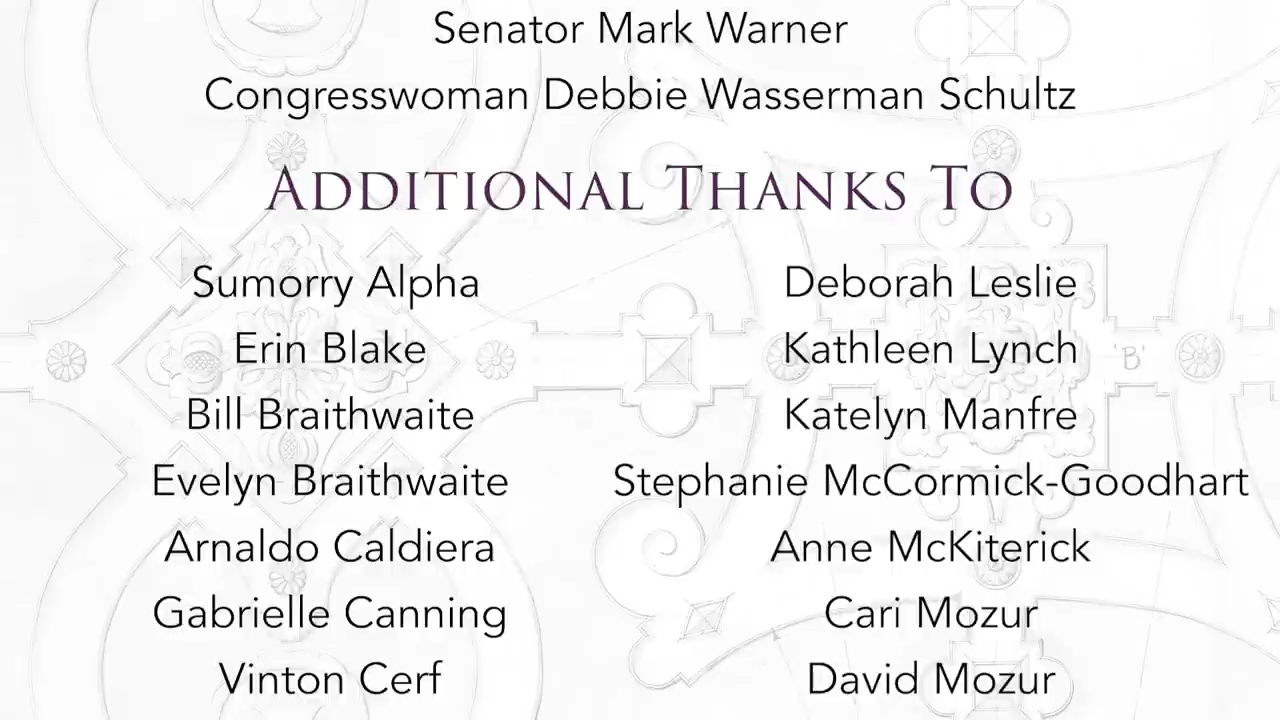 Senator Mark Warner
Congresswoman Debbie Wasserman Schultz
ADDITIONAL THANKS TO
Sumorry Alpha
Erin Blake
Bill Braithwaite
Evelyn Braithwaite
Arnaldo Caldiera
Gabrielle Canning
Vinton Cerf
Deborah Leslie
Kathleen Lynch
Katelyn Manfre
Stephanie McCormick-Goodhart
Anne McKiterick
Cari Mozur
David Mozur
'B'